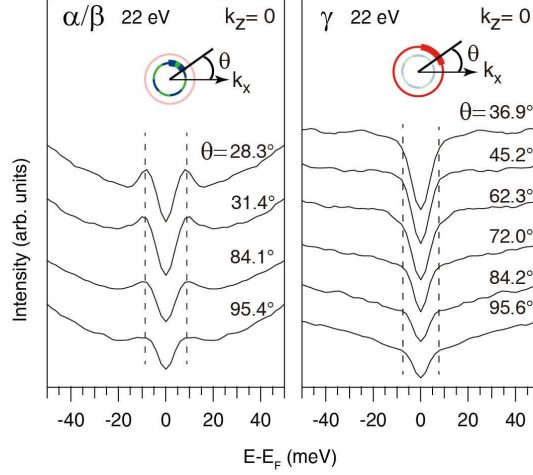 α/β 22 eV k_z= 0
θ
k_x
θ=28.3°
31.4°
84.1°
95.4°
γ 22 eV k_z= 0
θ
k_x
θ=36.9°
45.2°
62.3°
72.0°
84.2°
95.6°
Intensity (arb. units)
-40 -20 0 20 40
-40 -20 0 20 40
E-E_F (meV)